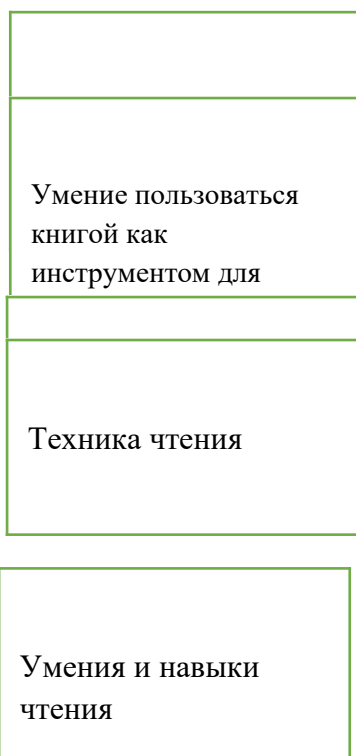 Умение пользоваться
книгой как
инструментом для
Техника чтения
Умения и навыки
чтения